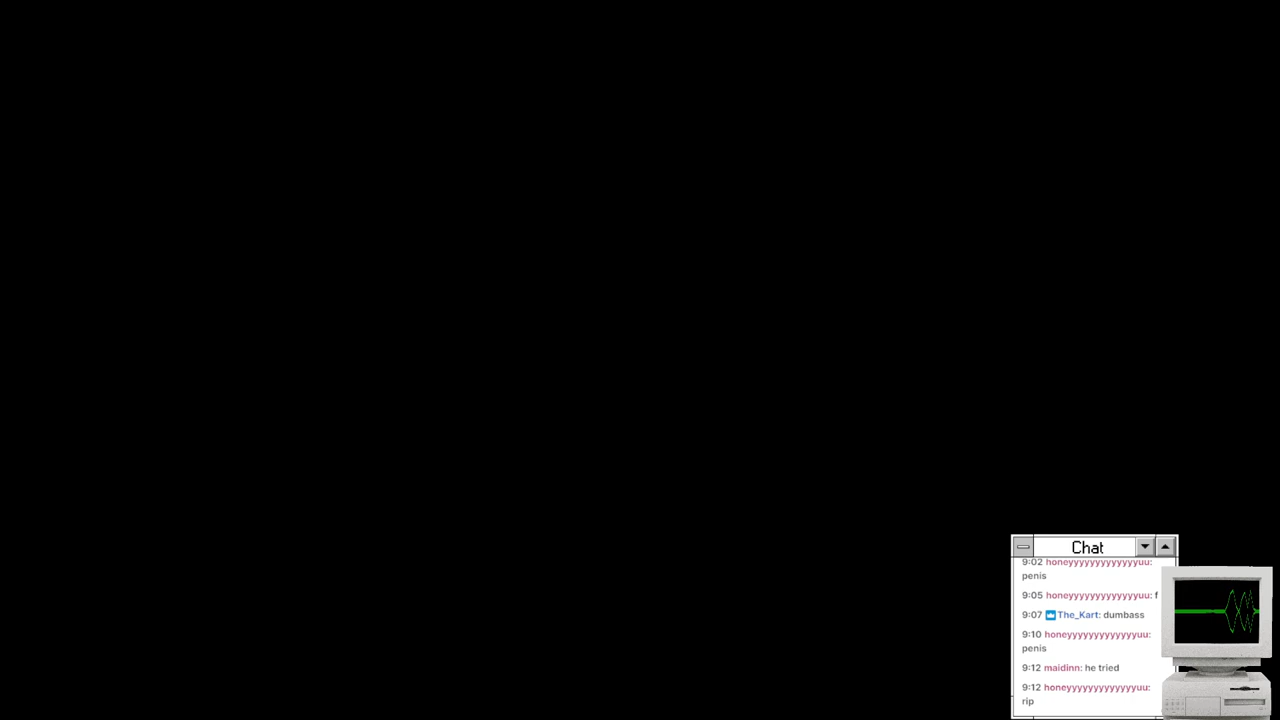 Chat
9:02 honeyyyyyyyyyyyyyuu:
penis
9:05 honeyyyyyyyyyyyyyuu: f
9:07 The_Kart: dumbass
9:10 honeyyyyyyyyyyyyyuu:
penis
9:12 maidinn: he tried
9:12 honeyyyyyyyyyyyyyuu:
rip